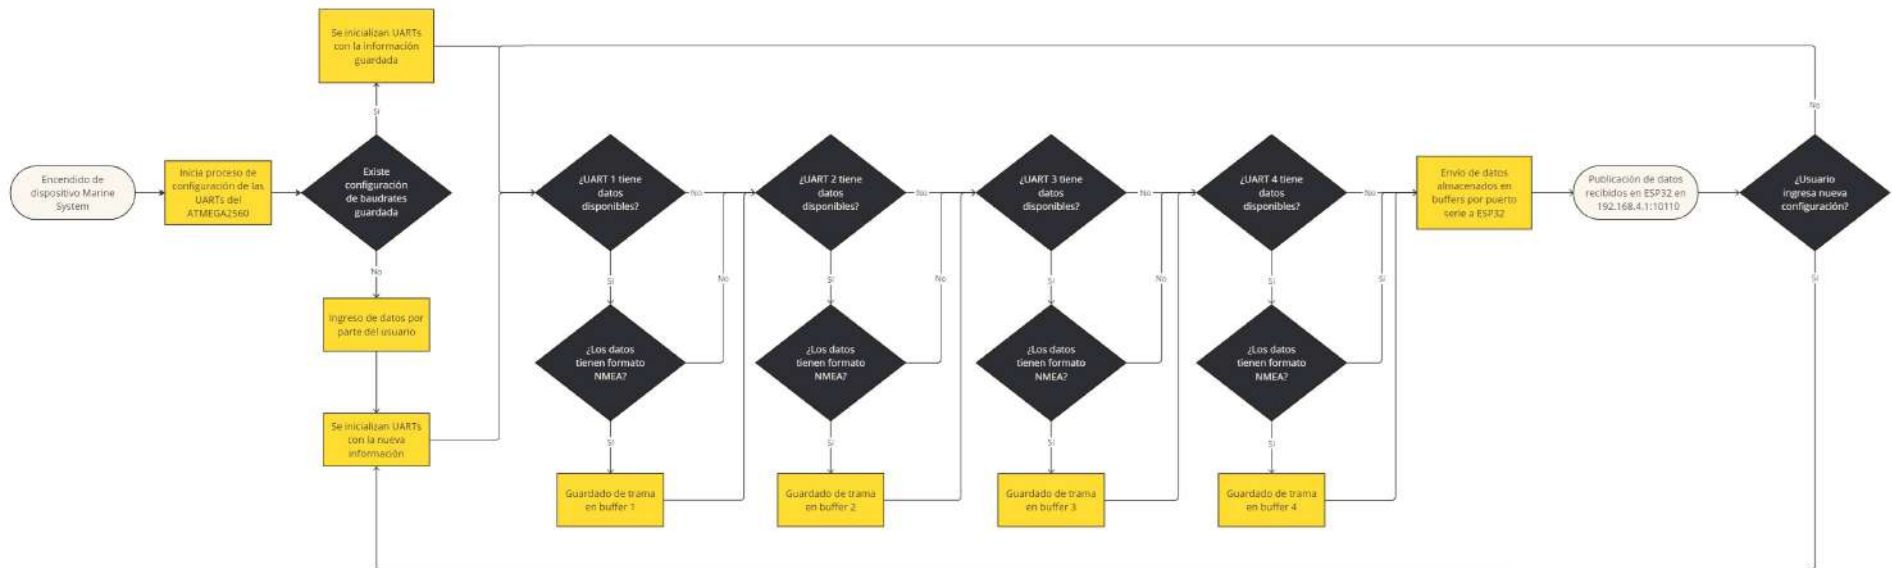 Se inicializan UARTs
con la información
guardada
No
Sí
Encendido de
dispositivo Marine
System
Inicia proceso de
configuración de las
UARTs del
ATMEGA2560
Existe
configuración
de baudrates
guardada
¿UART 1 tiene
datos
disponibles?
No
¿UART 2 tiene
datos
disponibles?
No
¿UART 3 tiene
datos
disponibles?
No
¿UART 4 tiene
datos
disponibles?
No
Envío de datos
almacenados en
buffers por puerto
serie a ESP32
Publicación de datos
recibidos en ESP32 en
192.168.4.1:10110
¿Usuario
ingresa nueva
configuración?
No
Sí
No
Sí
No
Sí
No
Sí
Sí
Sí
Ingreso de datos por
parte del usuario
¿Los datos
tienen formato
NMEA?
¿Los datos
tienen formato
NMEA?
¿Los datos
tienen formato
NMEA?
¿Los datos
tienen formato
NMEA?
Se inicializan UARTs
con la nueva
información
Sí
Sí
Sí
Sí
Guardado de trama
en buffer 1
Guardado de trama
en buffer 2
Guardado de trama
en buffer 3
Guardado de trama
en buffer 4